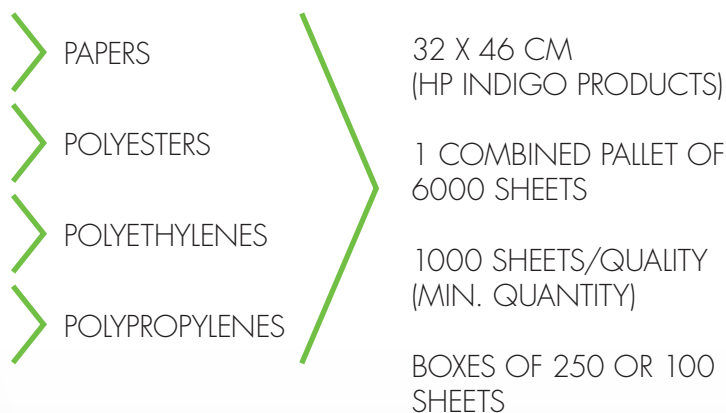 PAPERS
POLYESTERS
POLYETHYLENES
POLYPROPYLENES
32 X 46 CM
(HP INDIGO PRODUCTS)
1 COMBINED PALLET OF
6000 SHEETS
1000 SHEETS/QUALITY
(MIN. QUANTITY)
BOXES OF 250 OR 100
SHEETS